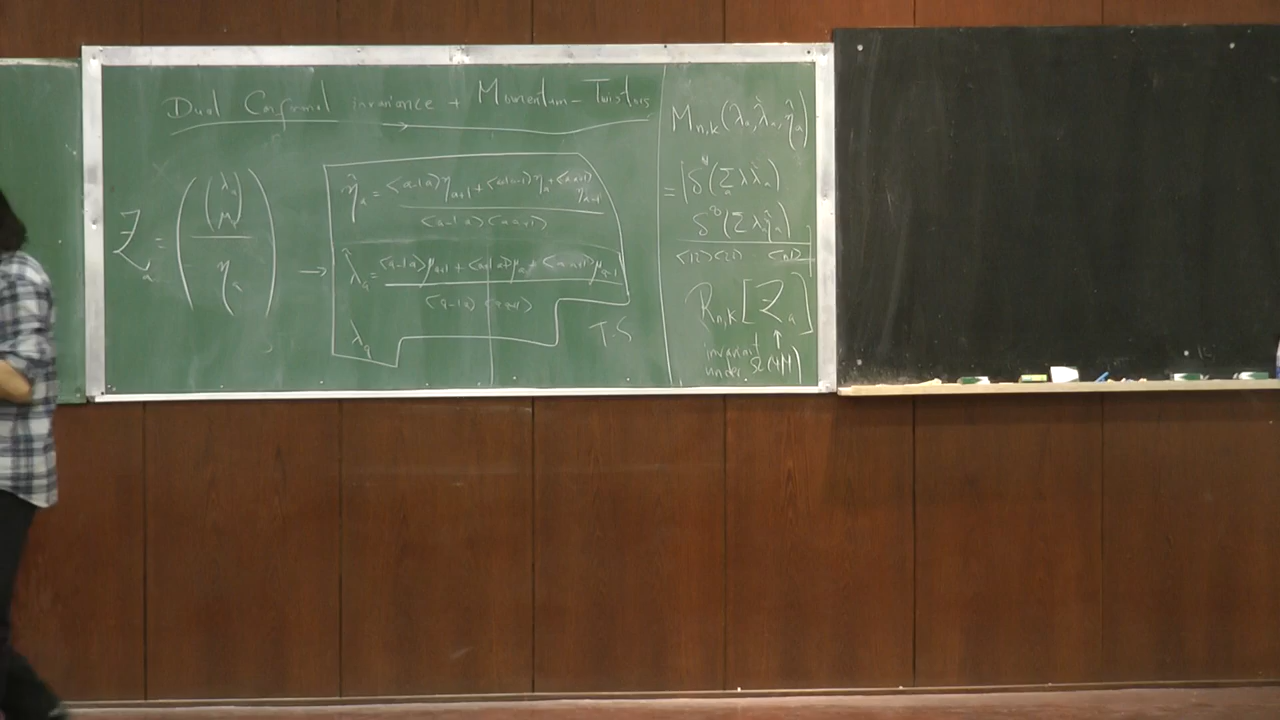 Dual Conformal invariance + Momentum-Twistors
Z_a = ( (λ_a μ_a) / η_a ) →
η̂_a = <a-1 a>η_{a+1} + <a+1 a-1>η_a + <a a+1>η_{a-1} / <a-1 a><a a+1>
λ̃_a = <a-1 a>μ_{a+1} + <a+1 a-1>μ_a + <a a+1>μ_{a-1} / <a-1 a><a a+1>
λ_a
T.S
M_{n,k}(λ_a, λ̃_a, η̂_a)
= δ^4(Σ_a λ λ̃_a)
δ^8(Σ λ η̂_a)
<12><23> <n1>
R_{n,k}[Z_a]
↑
invariant
under SL(4|4)